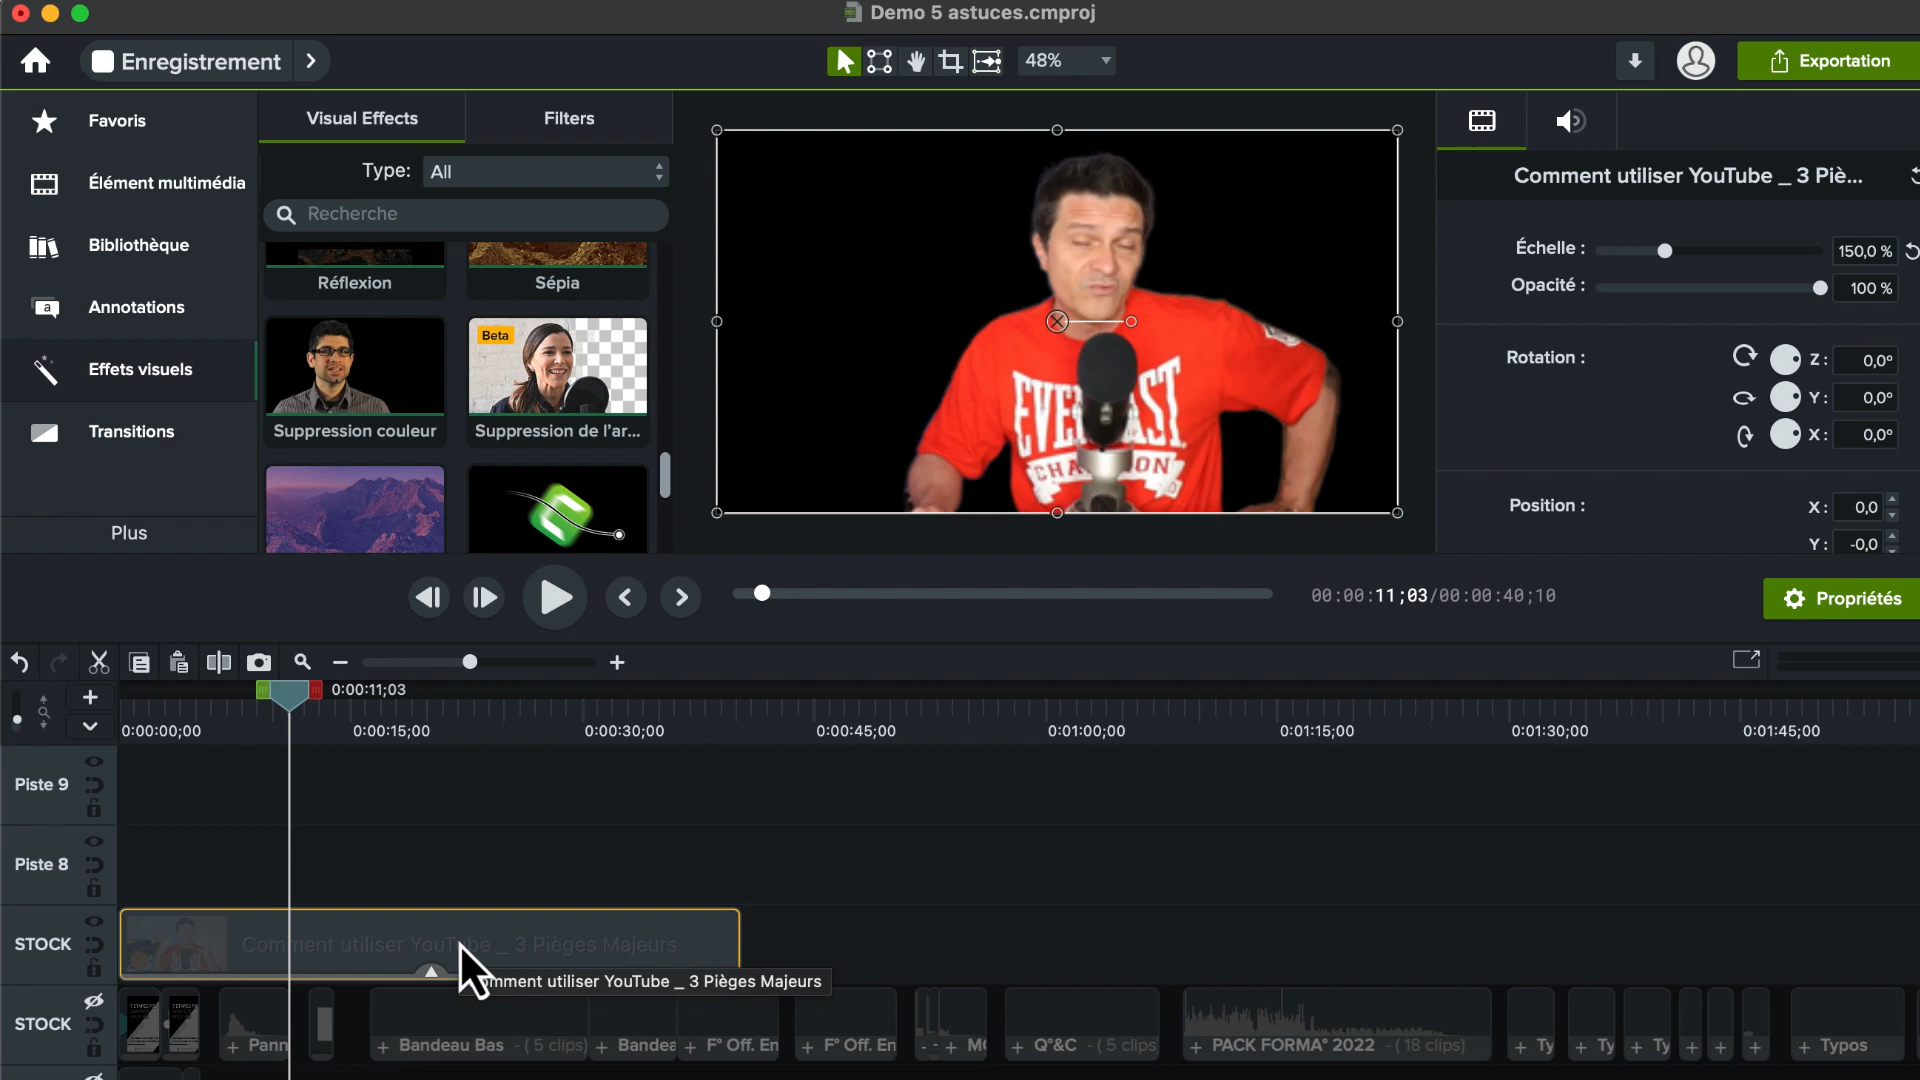 Demo 5 astuces.cmproj
Enregistrement
48%
Exportation
Favoris
Élément multimédia
Bibliothèque
Annotations
Effets visuels
Transitions
Plus
Visual Effects
Filters
Type:
All
Recherche
Réflexion
Sépia
Beta
Suppression couleur
Suppression de l'ar...
EVERLAST
CHAMPION
Comment utiliser YouTube _ 3 Piè...
Échelle :
150,0 %
Opacité :
100 %
Rotation :
Z :
0,0°
Y :
0,0°
X :
0,0°
Position :
X :
0,0
Y :
-0,0
00:00:11;03/00:00:40;10
Propriétés
0:00:11;03
0:00:00;00
0:00:15;00
0:00:30;00
0:00:45;00
0:01:00;00
0:01:15;00
0:01:30;00
0:01:45;00
Piste 9
Piste 8
STOCK
Comment utiliser YouTube _ 3 Pièges Majeurs
omment utiliser YouTube _ 3 Pièges Majeurs
STOCK
+ Pann
+ Bandeau Bas - ( 5 clips)
+ Bandea
+ F° Off. En
+ F° Off. En
+ Q°&C - ( 5 clips
+ PACK FORMA° 2022 - ( 18 clips)
+ Ty
+ Ty
+ Ty
+
+
+
+ Typos